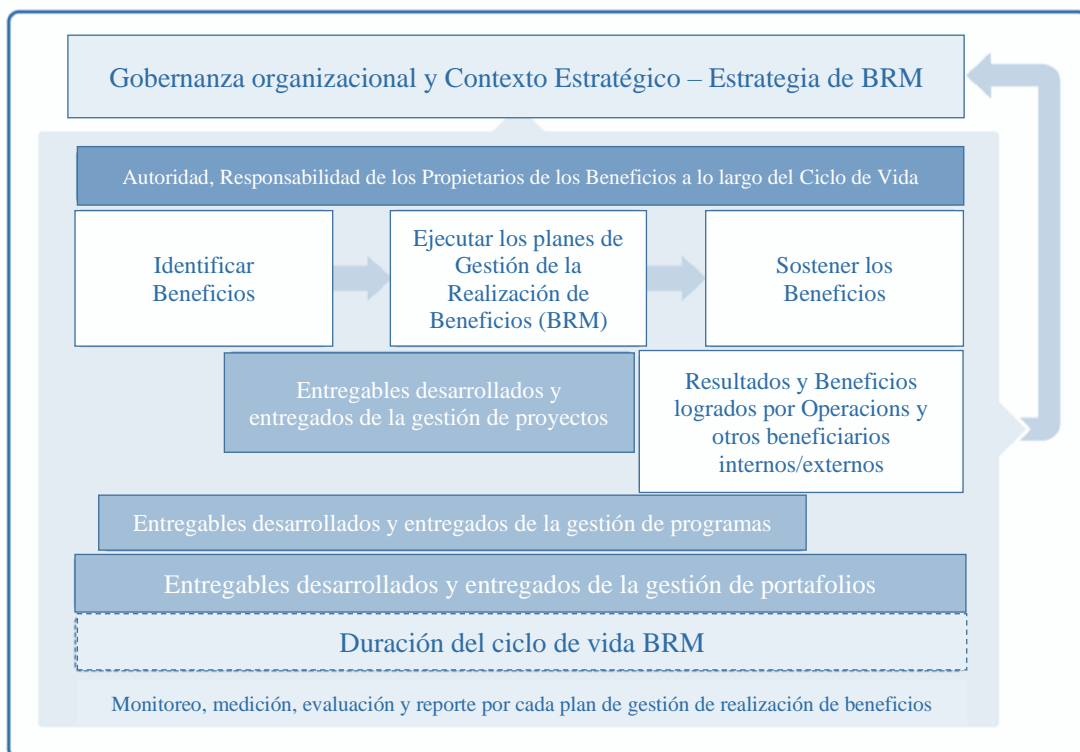 Gobernanza organizacional y Contexto Estratégico – Estrategia de BRM
Autoridad, Responsabilidad de los Propietarios de los Beneficios a lo largo del Ciclo de Vida
Identificar
Beneficios
Ejecutar los planes de
Gestión de la
Realización de
Beneficios (BRM)
Sostener los
Beneficios
Entregables desarrollados y
entregados de la gestión de proyectos
Resultados y Beneficios
logrados por Operacions y
otros beneficiarios
internos/externos
Entregables desarrollados y entregados de la gestión de programas
Entregables desarrollados y entregados de la gestión de portafolios
Duración del ciclo de vida BRM
Monitoreo, medición, evaluación y reporte por cada plan de gestión de realización de beneficios